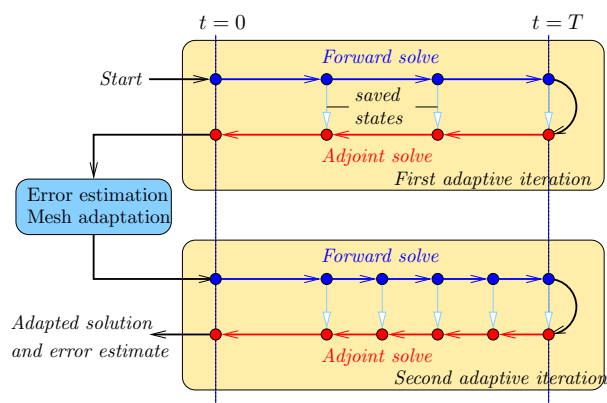 t = 0
t = T
Forward solve
Start
saved
states
Adjoint solve
First adaptive iteration
Error estimation
Mesh adaptation
Forward solve
Adapted solution
and error estimate
Adjoint solve
Second adaptive iteration